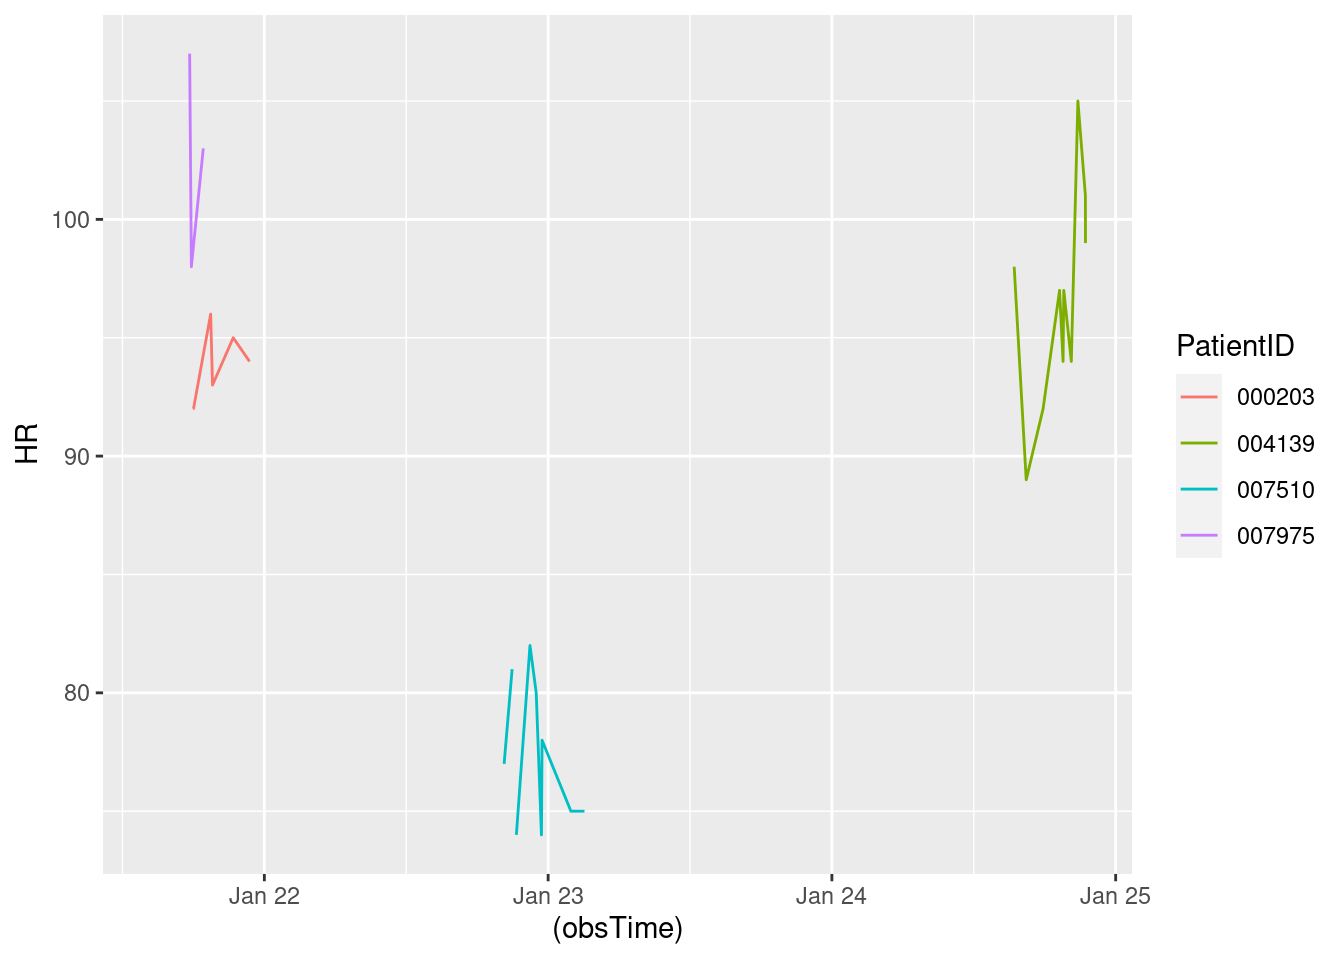 HR
100
90
80
Jan 22
Jan 23
Jan 24
Jan 25
(obsTime)
PatientID
000203
004139
007510
007975